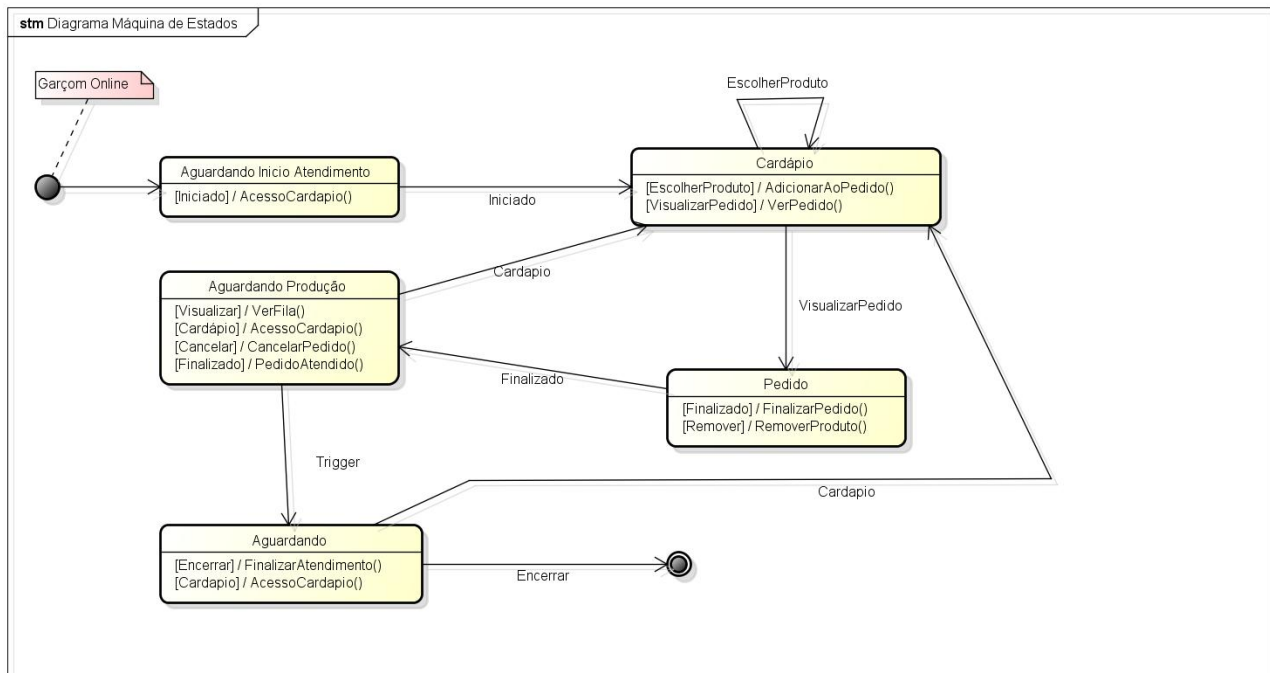 stm Diagrama Máquina de Estados
Garçom Online
EscolherProduto
Aguardando Inicio Atendimento
[Iniciado] / AcessoCardapio()
Iniciado
Cardápio
[EscolherProduto] / AdicionarAoPedido()
[VisualizarPedido] / VerPedido()
Cardapio
Aguardando Produção
[Visualizar] / VerFila()
[Cardápio] / AcessoCardapio()
[Cancelar] / CancelarPedido()
[Finalizado] / PedidoAtendido()
VisualizarPedido
Finalizado
Pedido
[Finalizado] / FinalizarPedido()
[Remover] / RemoverProduto()
Trigger
Cardapio
Aguardando
[Encerrar] / FinalizarAtendimento()
[Cardapio] / AcessoCardapio()
Encerrar